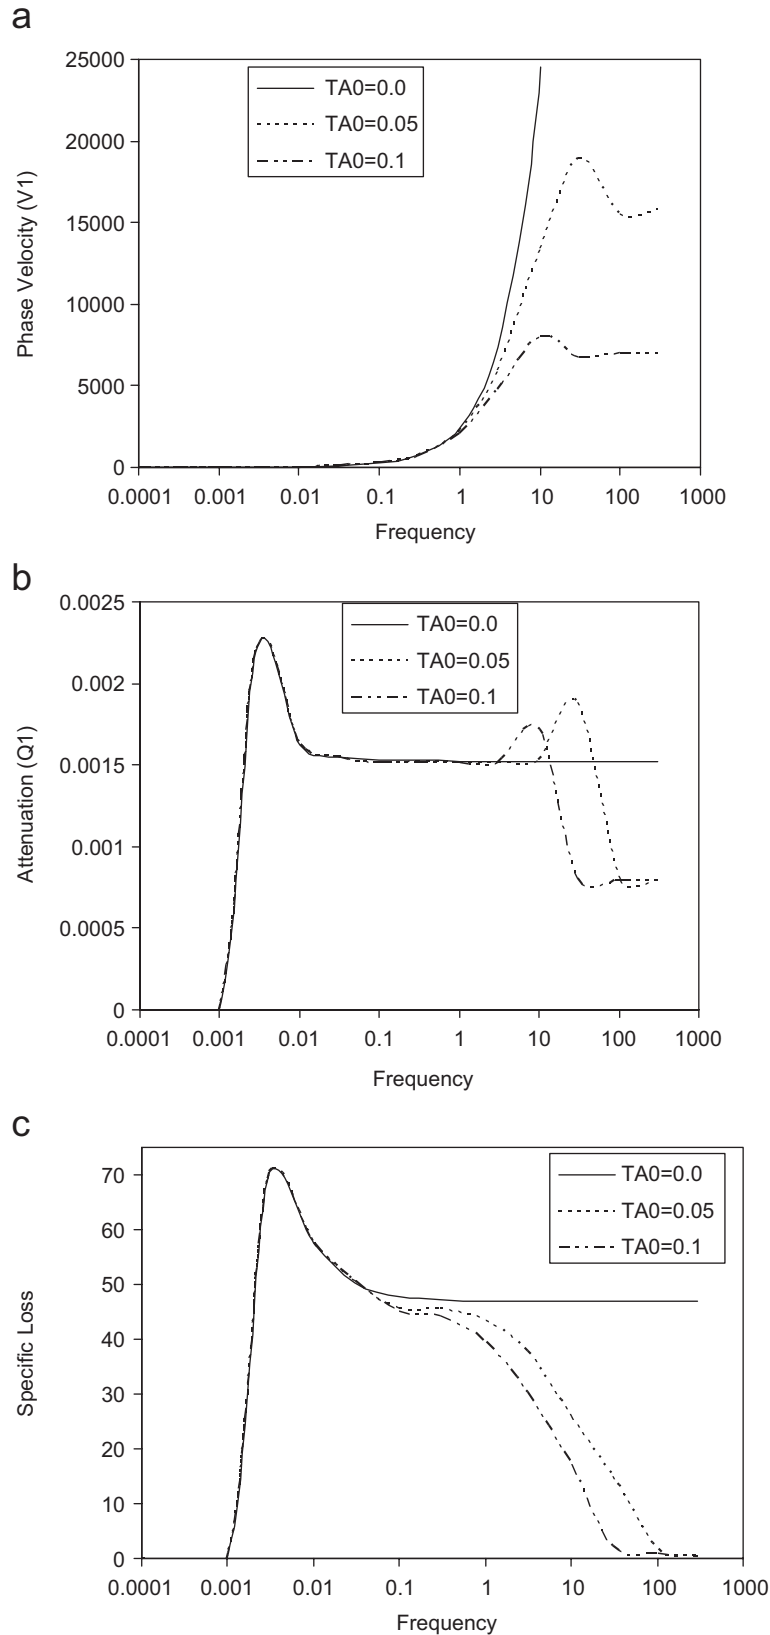 a
25000
20000
15000
10000
5000
0
Phase Velocity (V1)
TA0=0.0
TA0=0.05
TA0=0.1
0.0001 0.001 0.01 0.1 1 10 100 1000
Frequency
b
0.0025
0.002
0.0015
0.001
0.0005
0
Attenuation (Q1)
TA0=0.0
TA0=0.05
TA0=0.1
0.0001 0.001 0.01 0.1 1 10 100 1000
Frequency
c
70
60
50
40
30
20
10
0
Specific Loss
TA0=0.0
TA0=0.05
TA0=0.1
0.0001 0.001 0.01 0.1 1 10 100 1000
Frequency